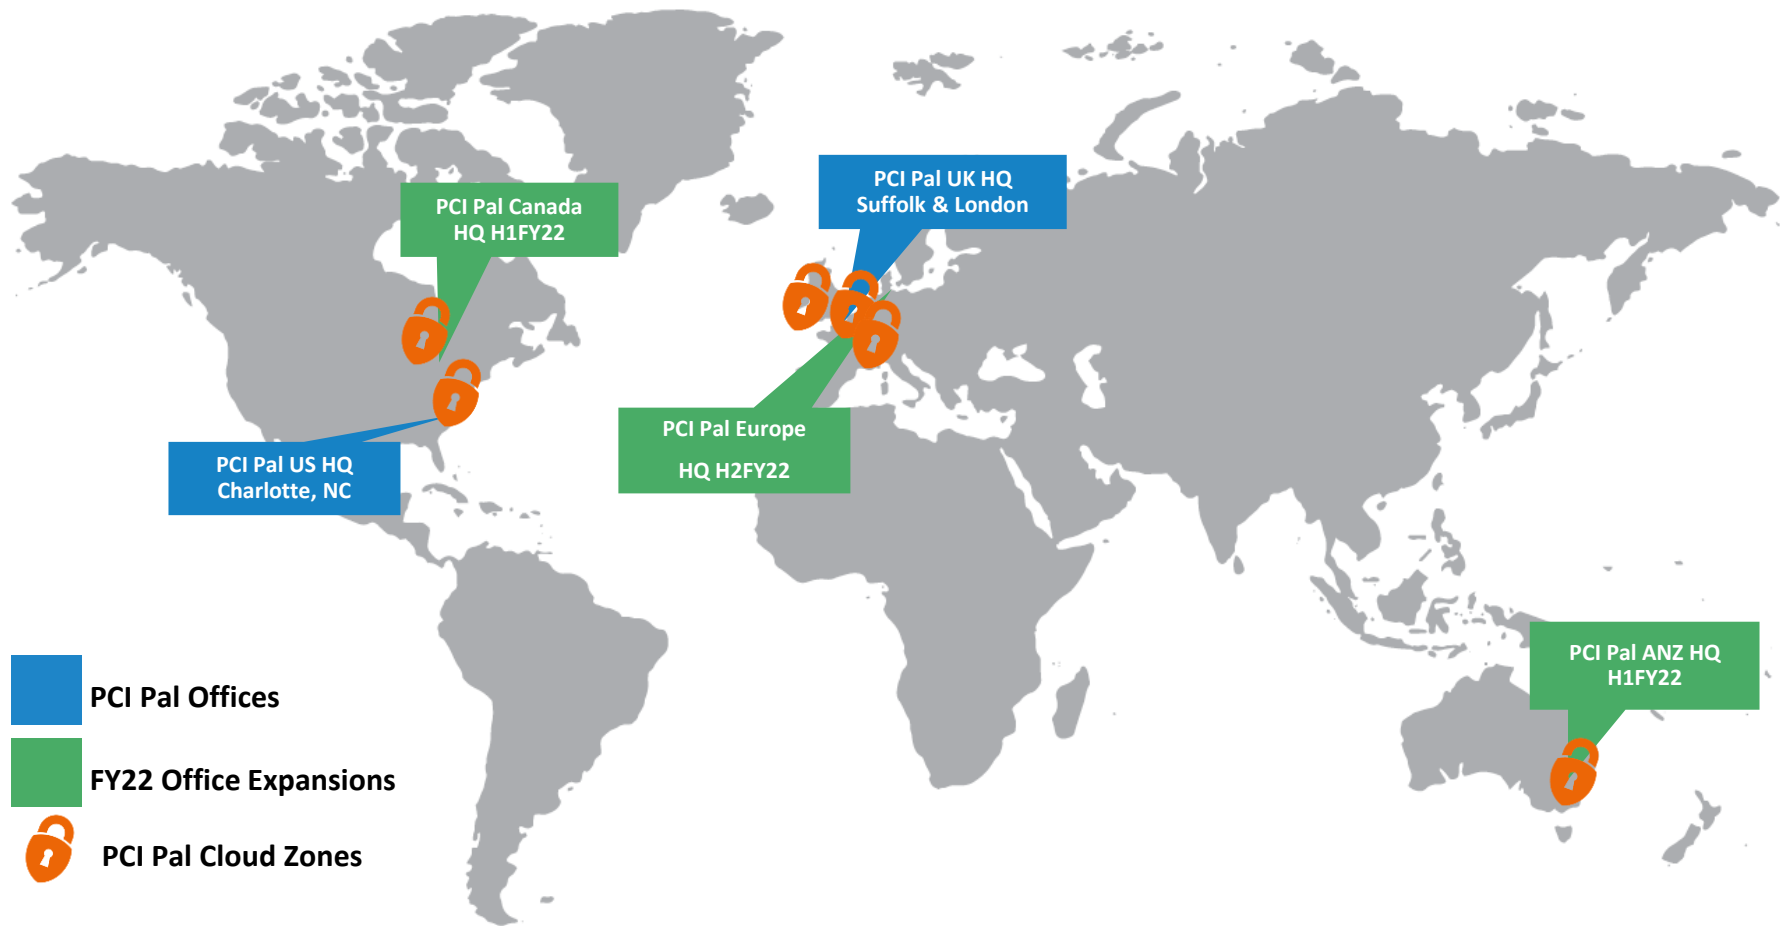 PCI Pal UK HQ
Suffolk & London
PCI Pal Canada
HQ H1FY22
PCI Pal Europe
HQ H2FY22
PCI Pal US HQ
Charlotte, NC
PCI Pal ANZ HQ
H1FY22
PCI Pal Offices
FY22 Office Expansions
PCI Pal Cloud Zones